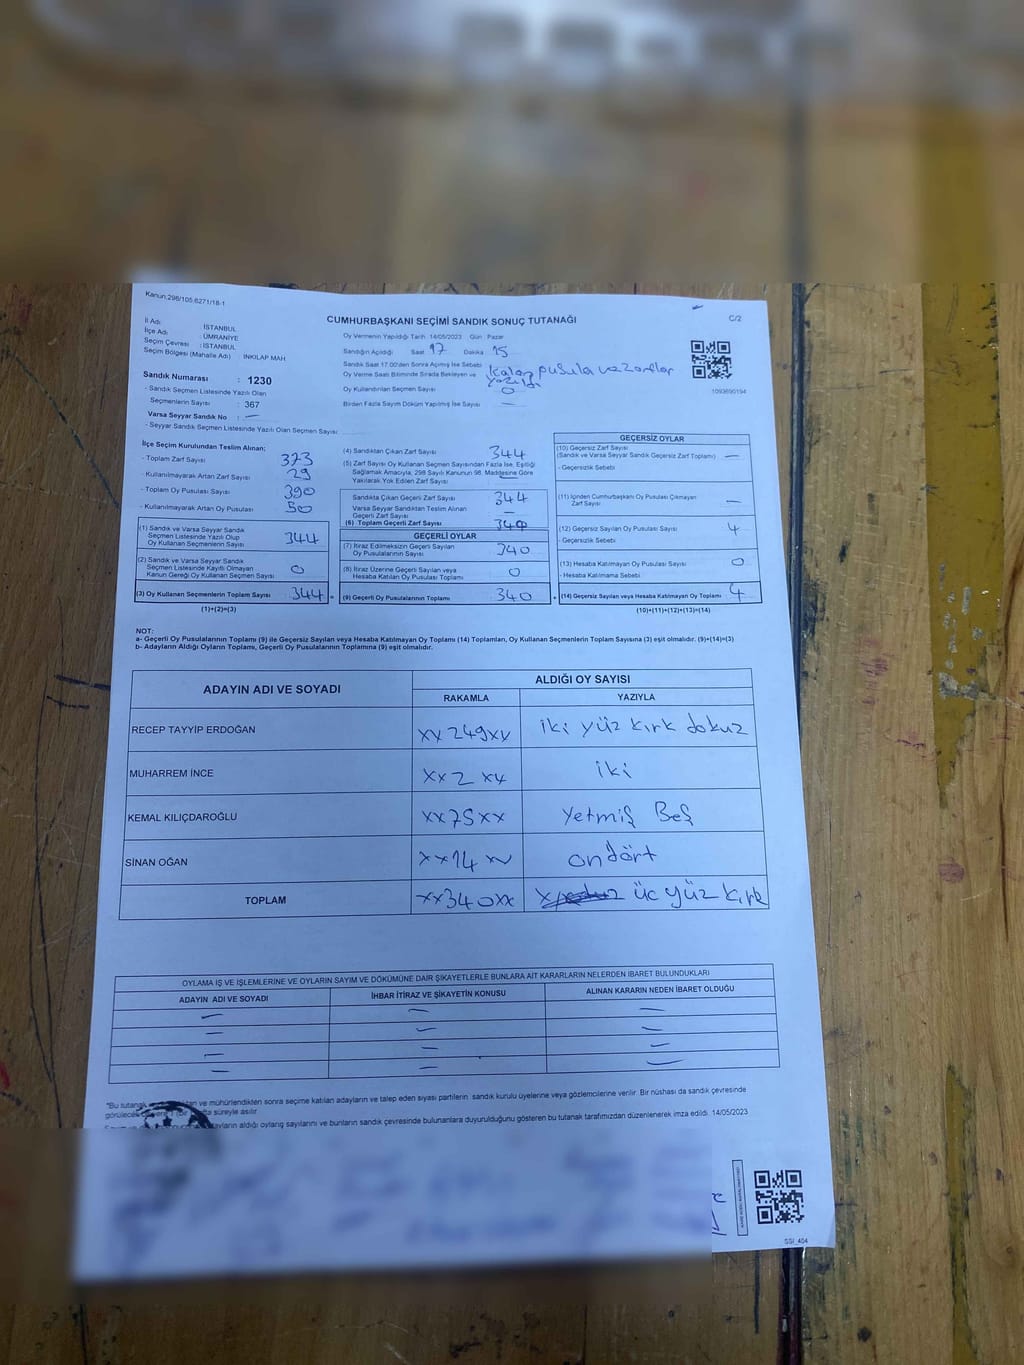 Kanun:298/105.6271/18-1
C/2
CUMHURBAŞKANI SEÇİMİ SANDIK SONUÇ TUTANAĞI
İl Adı : İSTANBUL
İlçe Adı : ÜMRANİYE
Seçim Çevresi : İSTANBUL
Seçim Bölgesi (Mahalle Adı) İNKILAP MAH
Oy Vermenin Yapıldığı Tarih 14/05/2023 Gün Pazar
Sandığın Açıldığı Saat 17 Dakika 15
Sandık Saat 17.00'den Sonra Açılmış İse Sebebi
Oy Verme Saati Bitiminde Sırada Bekleyen ve
Kalan pusula ve zarflar
yazıldı
Oy Kullandırılan Seçmen Sayısı 0
Birden Fazla Sayım Döküm Yapılmış İse Sayısı —
1093690194
Sandık Numarası : 1230
- Sandık Seçmen Listesinde Yazılı Olan
Seçmenlerin Sayısı : 367
Varsa Seyyar Sandık No : —
- Seyyar Sandık Seçmen Listesinde Yazılı Olan Seçmen Sayısı
İlçe Seçim Kurulundan Teslim Alınan:
- Toplam Zarf Sayısı 373
- Kullanılmayarak Artan Zarf Sayısı 29
- Toplam Oy Pusulası Sayısı 390
- Kullanılmayarak Artan Oy Pusulası 50
(1) Sandık ve Varsa Seyyar Sandık
Seçmen Listesinde Yazılı Olup
Oy Kullanan Seçmenlerin Sayısı 344
(2) Sandık ve Varsa Seyyar Sandık
Seçmen Listesinde Kayıtlı Olmayan
Kanun Gereği Oy Kullanan Seçmen Sayısı 0
(3) Oy Kullanan Seçmenlerin Toplam Sayısı 344
(1)+(2)=(3)
(4) Sandıktan Çıkan Zarf Sayısı 344
(5) Zarf Sayısı Oy Kullanan Seçmen Sayısından Fazla İse, Eşitliği
Sağlamak Amacıyla, 298 Sayılı Kanunun 98. Maddesine Göre
Yakılarak Yok Edilen Zarf Sayısı —
Sandıkta Çıkan Geçerli Zarf Sayısı 344
Varsa Seyyar Sandıktan Teslim Alınan
Geçerli Zarf Sayısı —
(6) Toplam Geçerli Zarf Sayısı
GEÇERLİ OYLAR
(7) İtiraz Edilmeksizin Geçerli Sayılan
Oy Pusulalarının Sayısı 340
(8) İtiraz Üzerine Geçerli Sayılan veya
Hesaba Katılan Oy Pusulası Toplamı 0
(9) Geçerli Oy Pusulalarının Toplamı 340
GEÇERSİZ OYLAR
(10) Geçersiz Zarf Sayısı
(Sandık ve Varsa Seyyar Sandık Geçersiz Zarf Toplamı) —
- Geçersizlik Sebebi
(11) İçinden Cumhurbaşkanı Oy Pusulası Çıkmayan
Zarf Sayısı —
(12) Geçersiz Sayılan Oy Pusulası Sayısı 4
- Geçersizlik Sebebi
(13) Hesaba Katılmayan Oy Pusulası Sayısı 0
- Hesaba Katılmama Sebebi
(14) Geçersiz Sayılan veya Hesaba Katılmayan Oy Toplamı 4
(10)+(11)+(12)+(13)=(14)
NOT:
a- Geçerli Oy Pusulalarının Toplamı (9) ile Geçersiz Sayılan veya Hesaba Katılmayan Oy Toplamı (14) Toplamları, Oy Kullanan Seçmenlerin Toplam Sayısına (3) eşit olmalıdır. (9)+(14)=(3)
b- Adayların Aldığı Oyların Toplamı, Geçerli Oy Pusulalarının Toplamına (9) eşit olmalıdır.
ADAYIN ADI VE SOYADI ALDIĞI OY SAYISI
RAKAMLA YAZIYLA
RECEP TAYYİP ERDOĞAN xx249xx iki yüz kırk dokuz
MUHARREM İNCE xx2xx iki
KEMAL KILIÇDAROĞLU xx75xx Yetmiş Beş
SİNAN OĞAN xx14xx ondört
TOPLAM xx340xx üc yüz kırk
OYLAMA İŞ VE İŞLEMLERİNE VE OYLARIN SAYIM VE DÖKÜMÜNE DAİR ŞİKAYETLERLE BUNLARA AİT KARARLARIN NELERDEN İBARET BULUNDUKLARI
ADAYIN ADI VE SOYADI İHBAR İTİRAZ VE ŞİKAYETİN KONUSU ALINAN KARARIN NEDEN İBARET OLDUĞU
— — —
— — —
— — —
— — —
*Bu tutanak ve mühürlendikten sonra seçime katılan adayların ve talep eden siyasi partilerin sandık kurulu üyelerine veya gözlemcilerine verilir. Bir nüshası da sandık çevresinde
süreyle asılır
aldığı oyların sayılarını ve bunların sandık çevresinde bulunanlara duyurulduğunu gösteren bu tutanak tarafımızdan düzenlenerek imza edildi. 14/05/2023
SSI_404